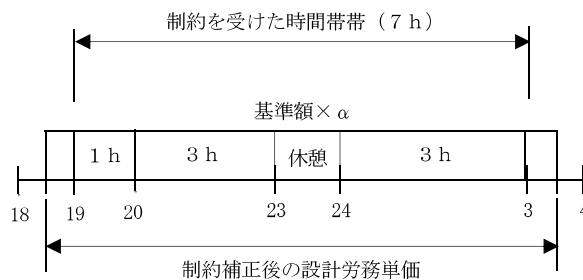 制約を受けた時間帯帯（７ｈ）
基準額×α
１ｈ ３ｈ 休憩 ３ｈ
18 19 20 23 24 3 4
制約補正後の設計労務単価